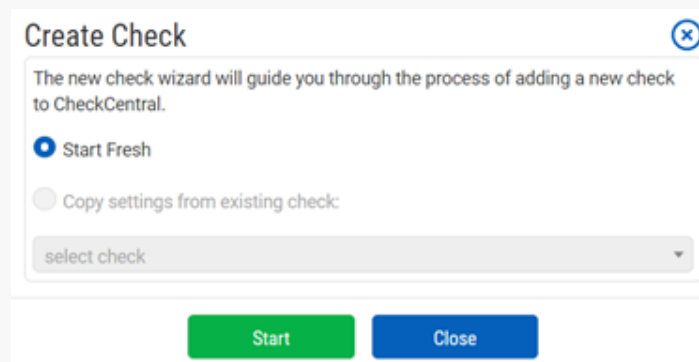 Create Check
The new check wizard will guide you through the process of adding a new check
to CheckCentral.
Start Fresh
Copy settings from existing check:
select check
Start
Close